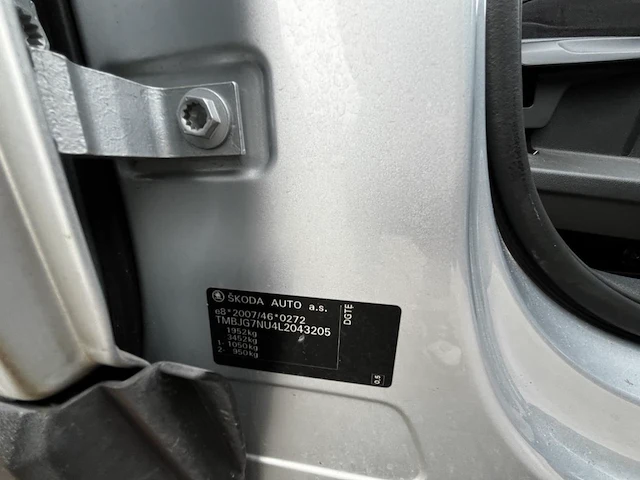 ŠKODA AUTO a.s.
e8*2007/46*0272
TMBJG7NU4L2043205
1952kg
3452kg
1- 1050kg
2- 950kg
DGTF
0.5